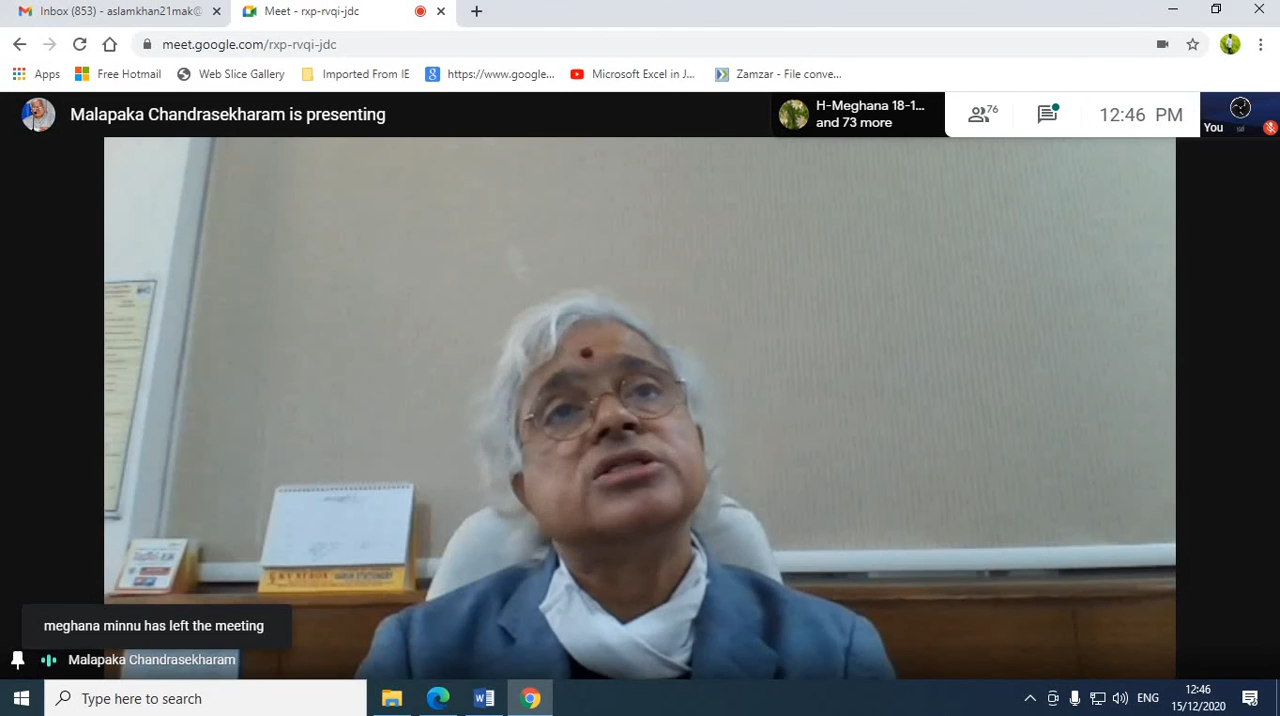 Inbox (853) - aslamkhan21mak@
Meet - rxp-rvqi-jdc
meet.google.com/rxp-rvqi-jdc
Apps
Free Hotmail
Web Slice Gallery
Imported From IE
https://www.google...
Microsoft Excel in J...
Zamzar - File conve...
Malapaka Chandrasekharam is presenting
H-Meghana 18-1...
and 73 more
76
12:46 PM
You
meghana minnu has left the meeting
Malapaka Chandrasekharam
Type here to search
ENG
12:46
15/12/2020